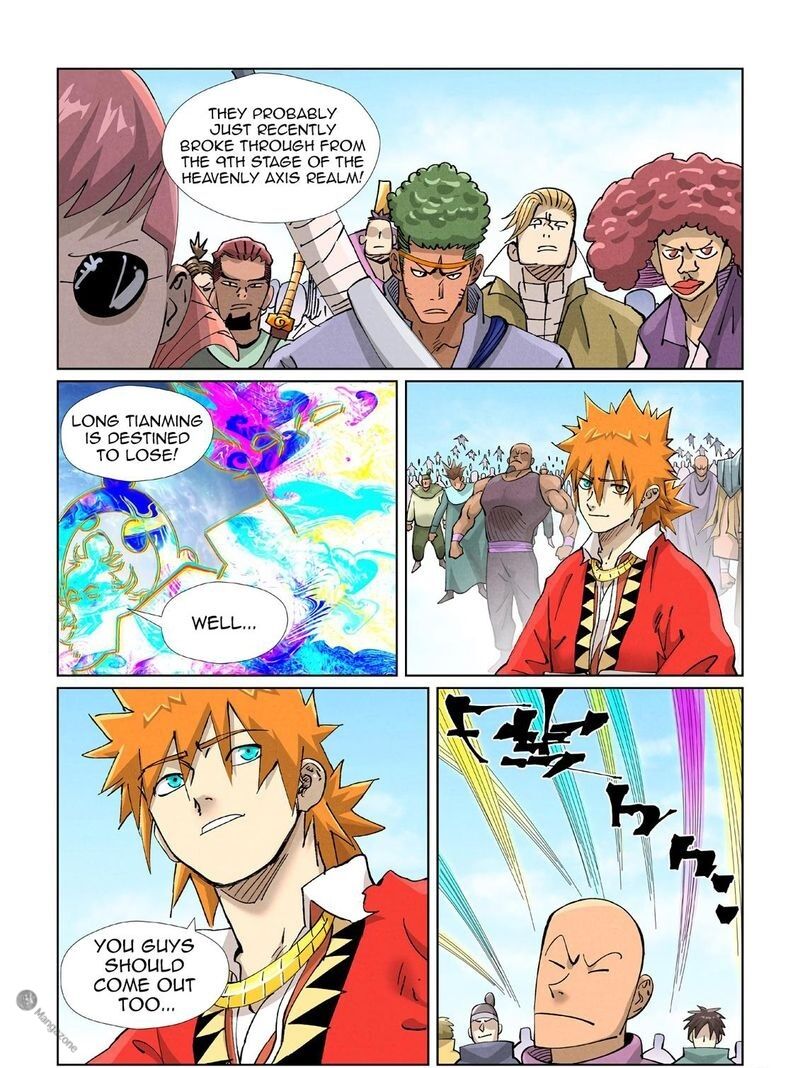 THEY PROBABLY
JUST RECENTLY
BROKE THROUGH FROM
THE 9TH STAGE OF THE
HEAVENLY AXIS REALM!
LONG TIANMING
IS DESTINED
TO LOSE!
WELL...
YOU GUYS
SHOULD
COME OUT
TOO...
Mangazone